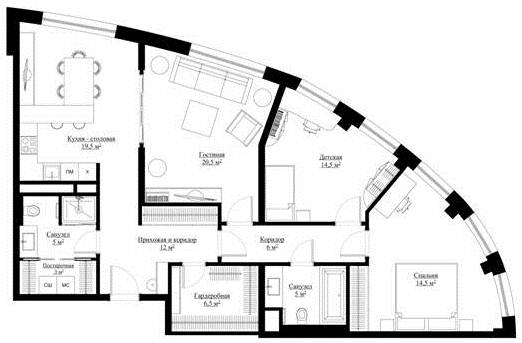 Кухня - столовая
19,5 м²
Гостиная
20,5 м²
Детская
14,5 м²
ПМ
Х
Санузел
5 м²
Прихожая и коридор
12 м²
Коридор
6 м²
Постирочная
3 м²
СШ
МС
Гардеробная
6,5 м²
Санузел
5 м²
Спальня
14,5 м²